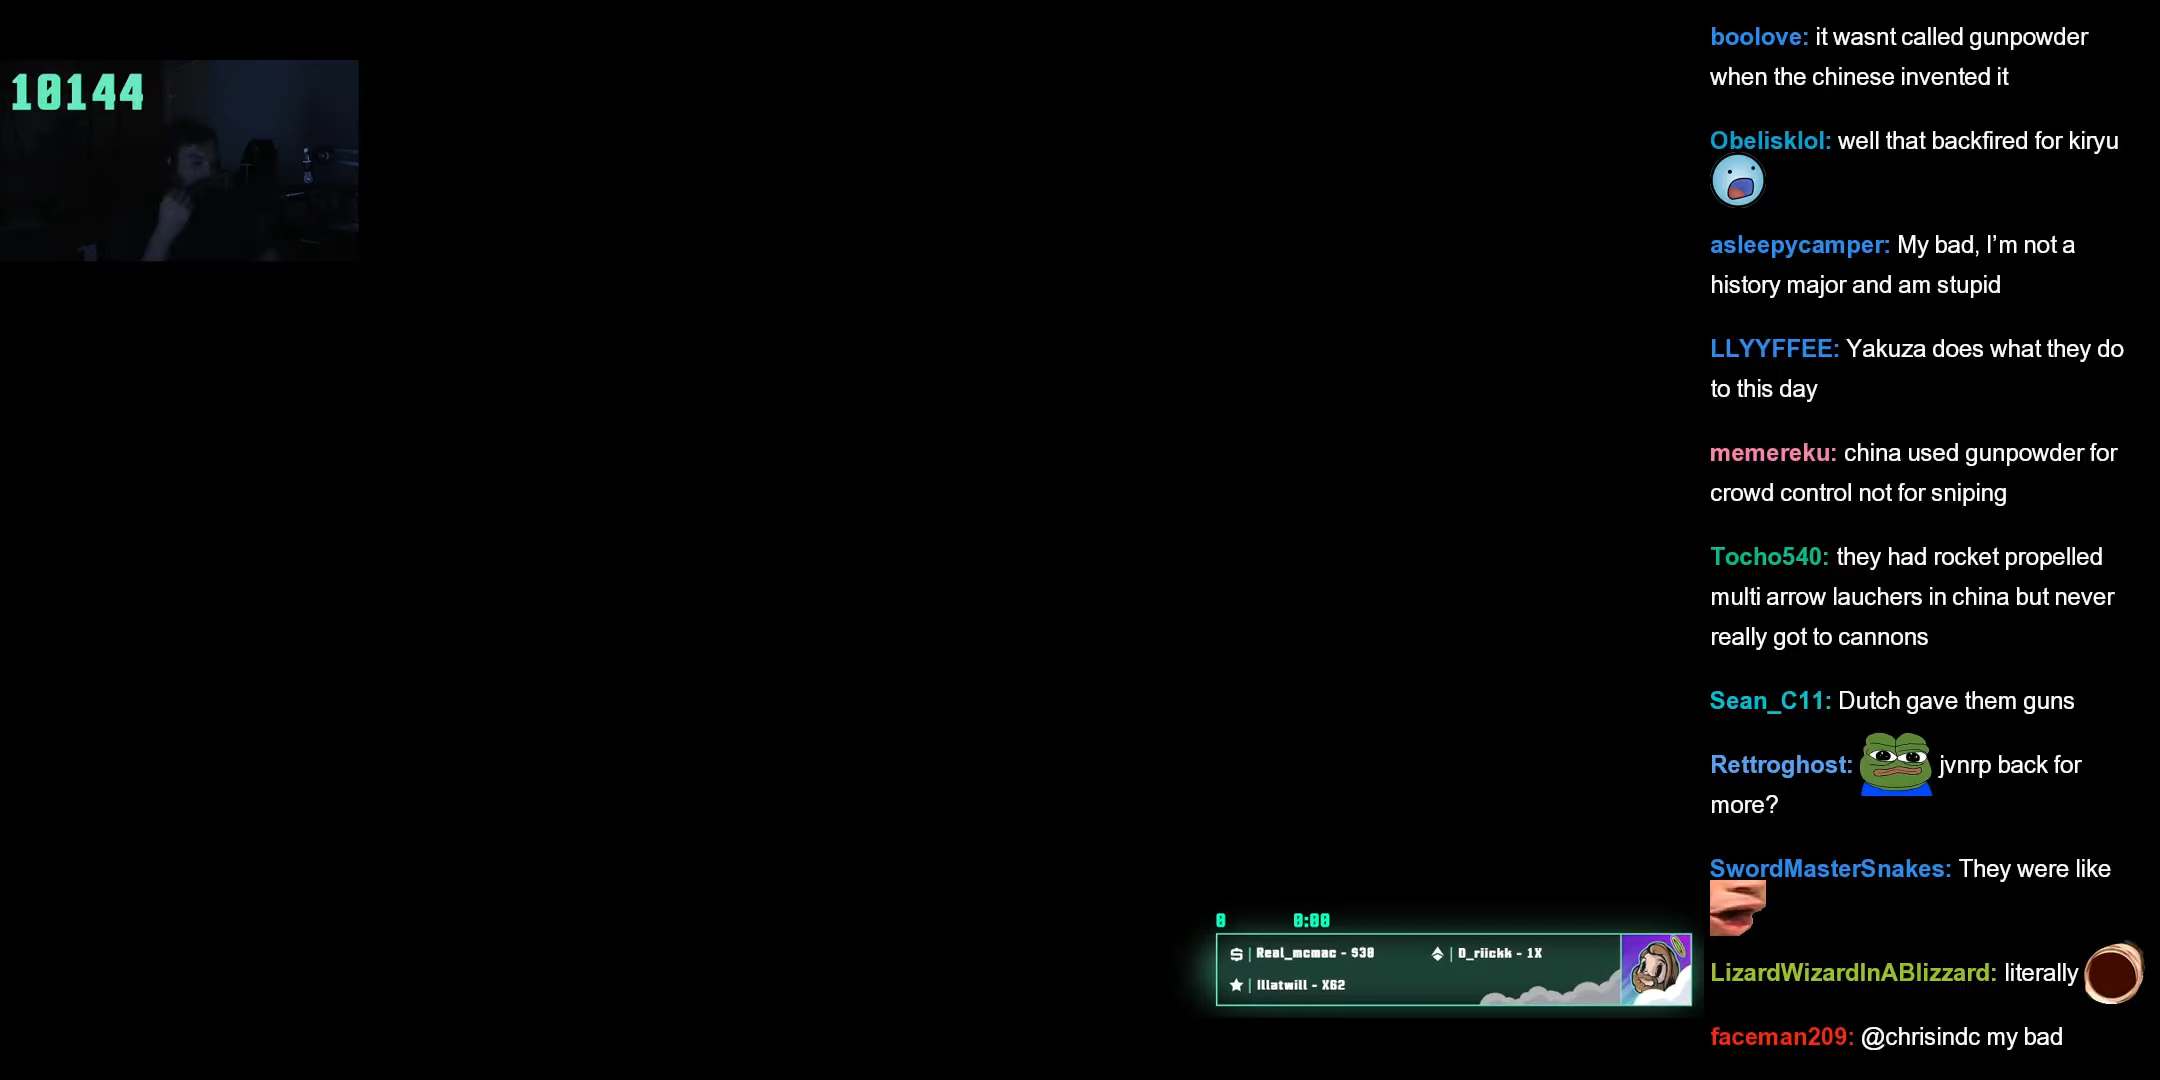 10144
boolove: it wasnt called gunpowder
when the chinese invented it
Obelisklol: well that backfired for kiryu
asleepycamper: My bad, I’m not a
history major and am stupid
LLYYFFEE: Yakuza does what they do
to this day
memereku: china used gunpowder for
crowd control not for sniping
Tocho540: they had rocket propelled
multi arrow lauchers in china but never
really got to cannons
Sean_C11: Dutch gave them guns
Rettroghost: jvnrp back for
more?
SwordMasterSnakes: They were like
LizardWizardInABlizzard: literally
faceman209: @chrisindc my bad
0 0:00
$ | Real_mcmac - 930
| D_riickk - 1X
| Illatwill - X62